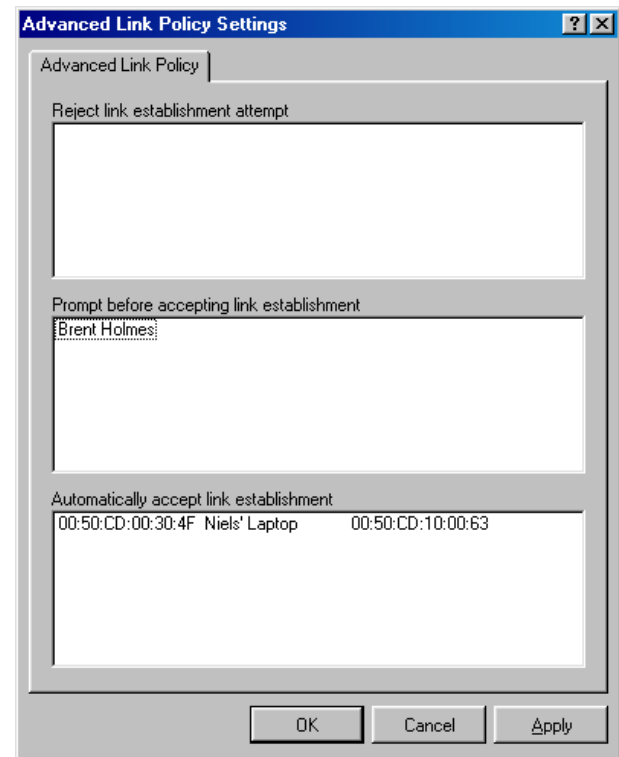 Advanced Link Policy Settings
Advanced Link Policy
Reject link establishment attempt
Prompt before accepting link establishment
Brent Holmes
Automatically accept link establishment
00:50:CD:00:30:4F Niels' Laptop 00:50:CD:10:00:63
OK Cancel Apply